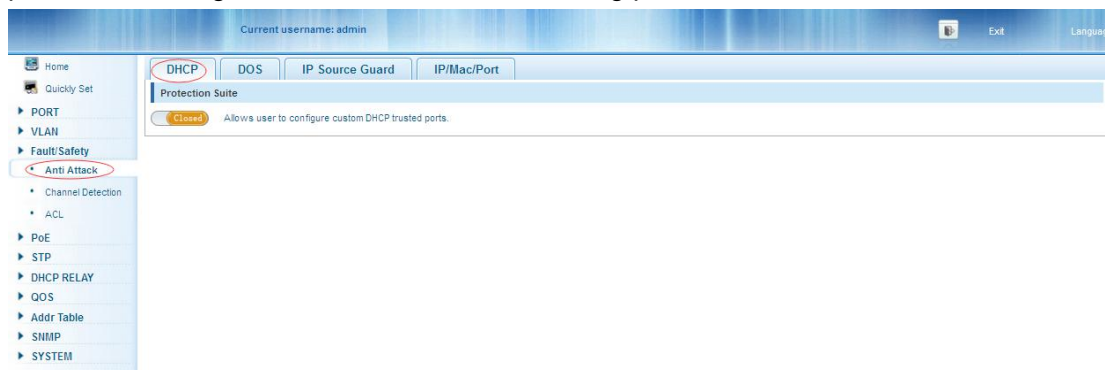 Current username: admin
Exit
Langua
Home
Quickly Set
PORT
VLAN
Fault/Safety
Anti Attack
Channel Detection
ACL
PoE
STP
DHCP RELAY
QOS
Addr Table
SNMP
SYSTEM
DHCP
DOS
IP Source Guard
IP/Mac/Port
Protection Suite
Closed
Allows user to configure custom DHCP trusted ports.